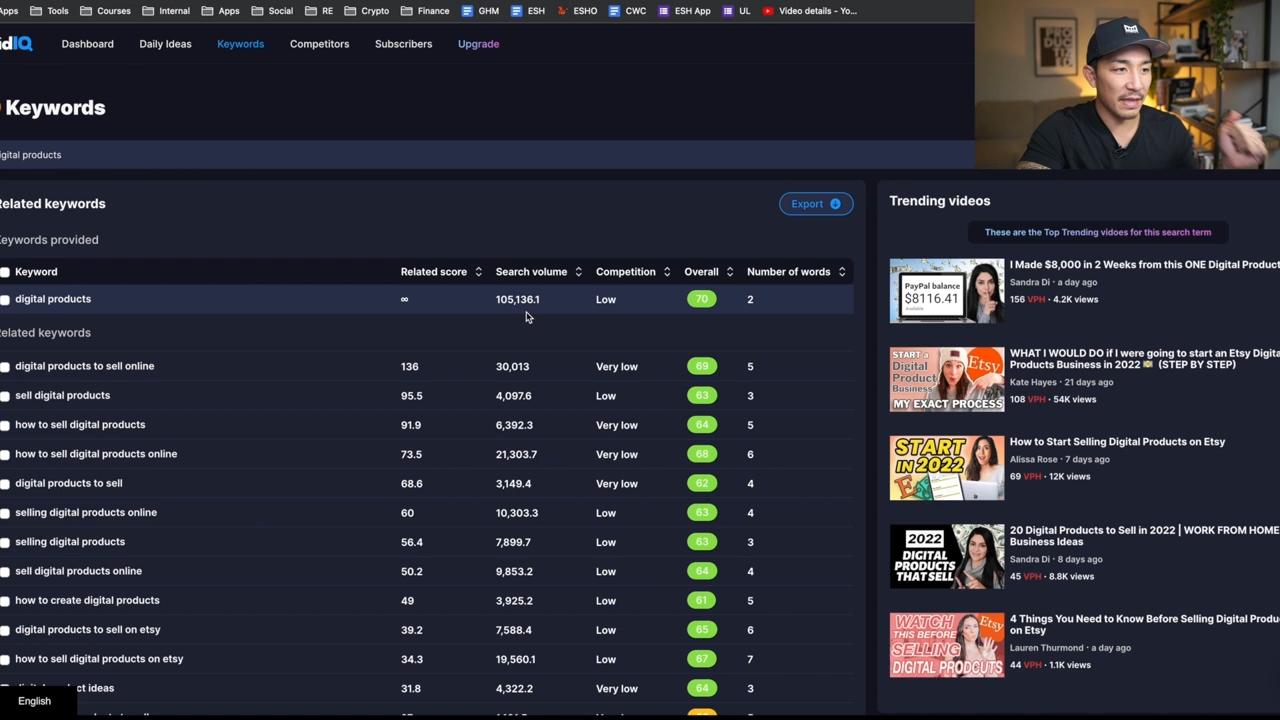 Apps Tools Courses Internal Apps Social RE Crypto Finance GHM ESH ESHO CWC ESH App UL Video details - Yo...
idIQ Dashboard Daily Ideas Keywords Competitors Subscribers Upgrade
Keywords
igital products
Related keywords
Export
Keywords provided
Keyword Related score Search volume Competition Overall Number of words
digital products ∞ 105,136.1 Low 70 2
Related keywords
digital products to sell online 136 30,013 Very low 69 5
sell digital products 95.5 4,097.6 Low 63 3
how to sell digital products 91.9 6,392.3 Very low 64 5
how to sell digital products online 73.5 21,303.7 Very low 68 6
digital products to sell 68.6 3,149.4 Very low 62 4
selling digital products online 60 10,303.3 Low 63 4
selling digital products 56.4 7,899.7 Low 63 3
sell digital products online 50.2 9,853.2 Low 64 4
how to create digital products 49 3,925.2 Low 61 5
digital products to sell on etsy 39.2 7,588.4 Low 65 6
how to sell digital products on etsy 34.3 19,560.1 Low 67 7
ct ideas 31.8 4,322.2 Very low 64 3
English
Trending videos
These are the Top Trending vidoes for this search term
PayPal balance
$8116.41
Available
I Made $8,000 in 2 Weeks from this ONE Digital Product
Sandra Di • a day ago
156 VPH • 4.2K views
START a
Digital
Product
Business
Etsy
MY EXACT PROCESS
WHAT I WOULD DO if I were going to start an Etsy Digita
Products Business in 2022 (STEP BY STEP)
Kate Hayes • 21 days ago
108 VPH • 54K views
START
IN 2022
How to Start Selling Digital Products on Etsy
Alissa Rose • 7 days ago
69 VPH • 12K views
2022
DIGITAL
PRODUCTS
THAT SELL
20 Digital Products to Sell in 2022 | WORK FROM HOME
Business Ideas
Sandra Di • 8 days ago
45 VPH • 8.8K views
WATCH
THIS BEFORE
SELLING
DIGITAL PRODCUTS
Etsy
4 Things You Need to Know Before Selling Digital Produ
on Etsy
Lauren Thurmond • a day ago
44 VPH • 1.1K views